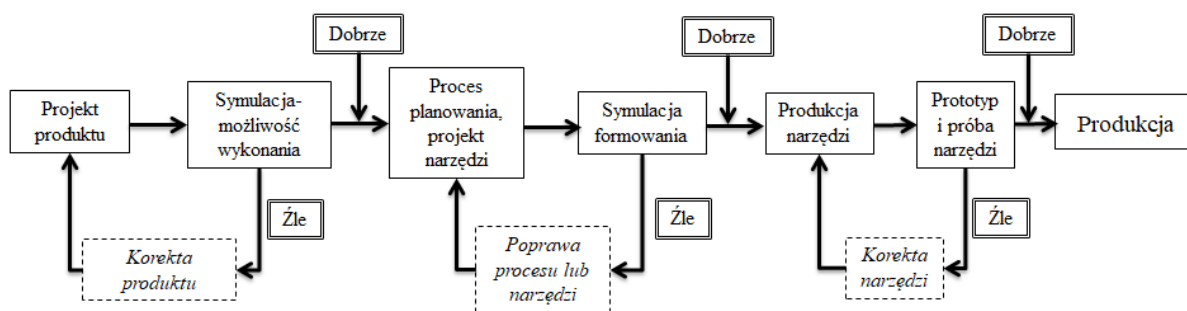 Dobrze
Dobrze
Dobrze
Projekt
produktu
Symulacja-
możliwość
wykonania
Proces
planowania,
projekt
narzędzi
Symulacja
formowania
Produkcja
narzędzi
Prototyp
i próba
narzędzi
Produkcja
Źle
Źle
Źle
Korekta
produktu
Poprawa
procesu lub
narzędzi
Korekta
narzędzi